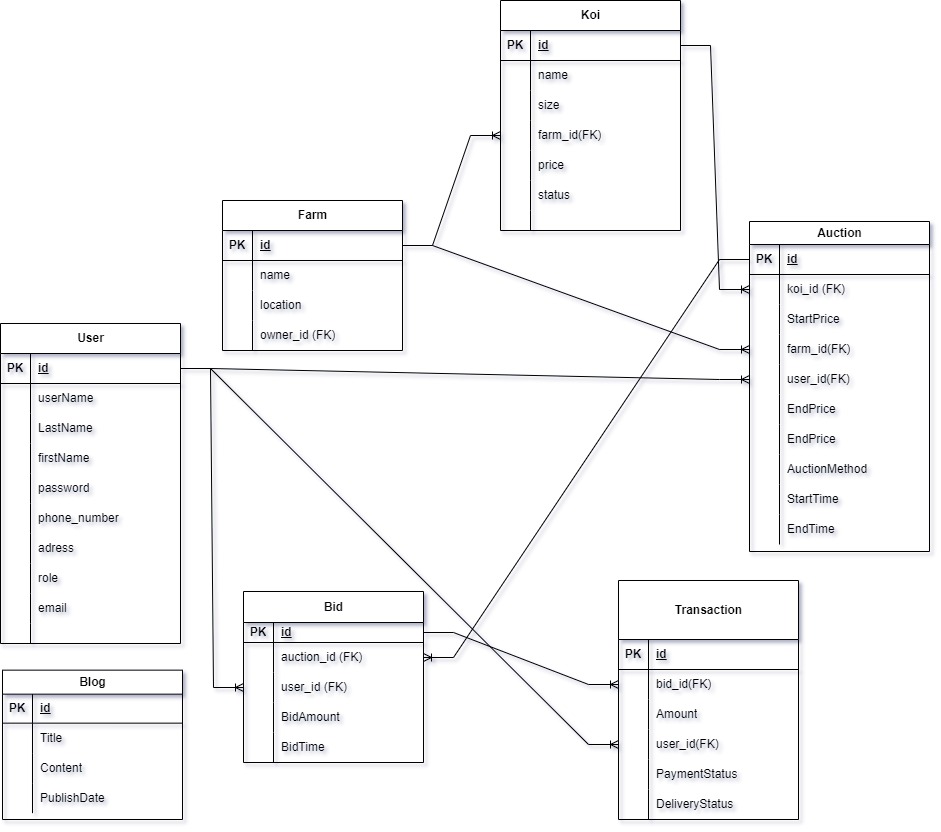 Koi
PK id
name
size
farm_id(FK)
price
status
Farm
PK id
name
location
owner_id (FK)
Auction
PK id
koi_id (FK)
StartPrice
farm_id(FK)
user_id(FK)
EndPrice
EndPrice
AuctionMethod
StartTime
EndTime
User
PK id
userName
LastName
firstName
password
phone_number
adress
role
email
Bid
PK id
auction_id (FK)
user_id (FK)
BidAmount
BidTime
Transaction
PK id
bid_id(FK)
Amount
user_id(FK)
PaymentStatus
DeliveryStatus
Blog
PK id
Title
Content
PublishDate